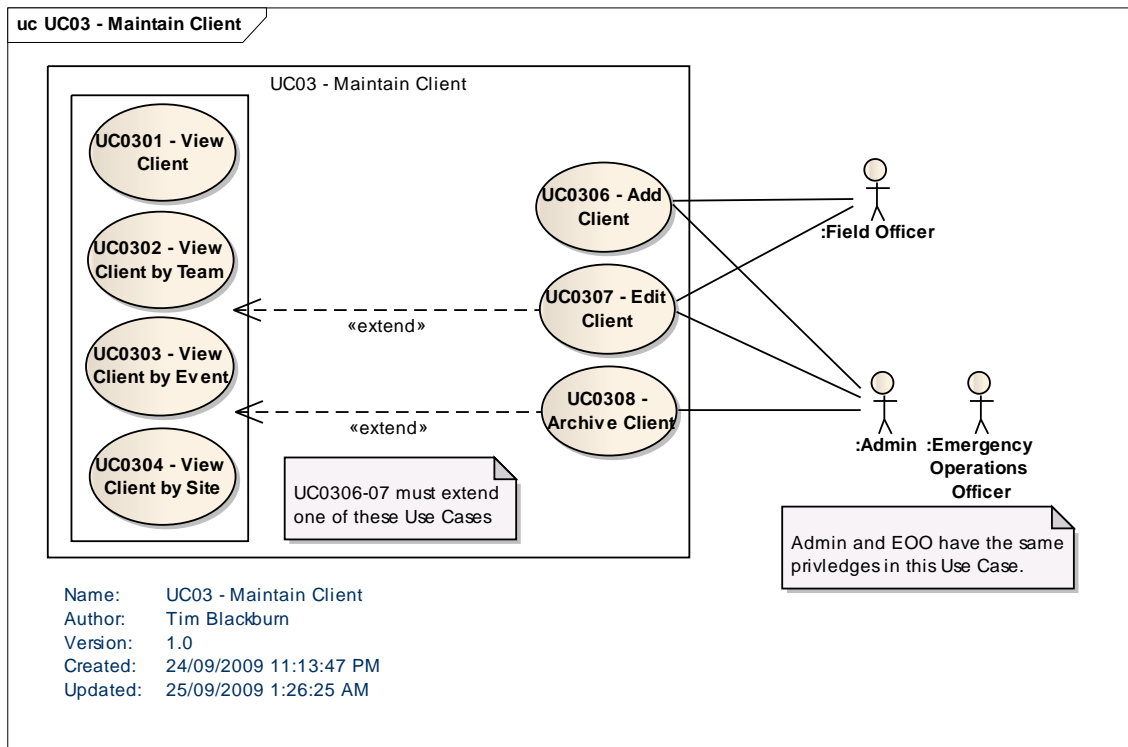 uc UC03 - Maintain Client
UC03 - Maintain Client
UC0301 - View
Client
UC0302 - View
Client by Team
UC0303 - View
Client by Event
UC0304 - View
Client by Site
UC0306 - Add
Client
UC0307 - Edit
Client
UC0308 -
Archive Client
«extend»
«extend»
UC0306-07 must extend
one of these Use Cases
:Field Officer
:Admin
:Emergency
Operations
Officer
Admin and EOO have the same
privledges in this Use Case.
Name: UC03 - Maintain Client
Author: Tim Blackburn
Version: 1.0
Created: 24/09/2009 11:13:47 PM
Updated: 25/09/2009 1:26:25 AM